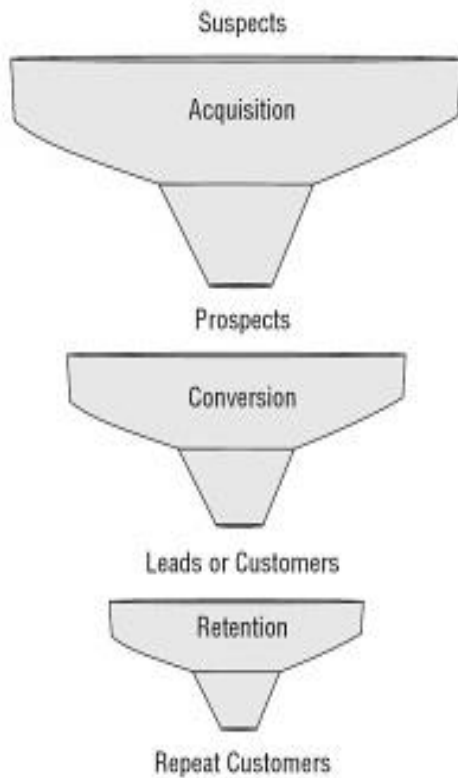 Suspects
Acquisition
Prospects
Conversion
Leads or Customers
Retention
Repeat Customers